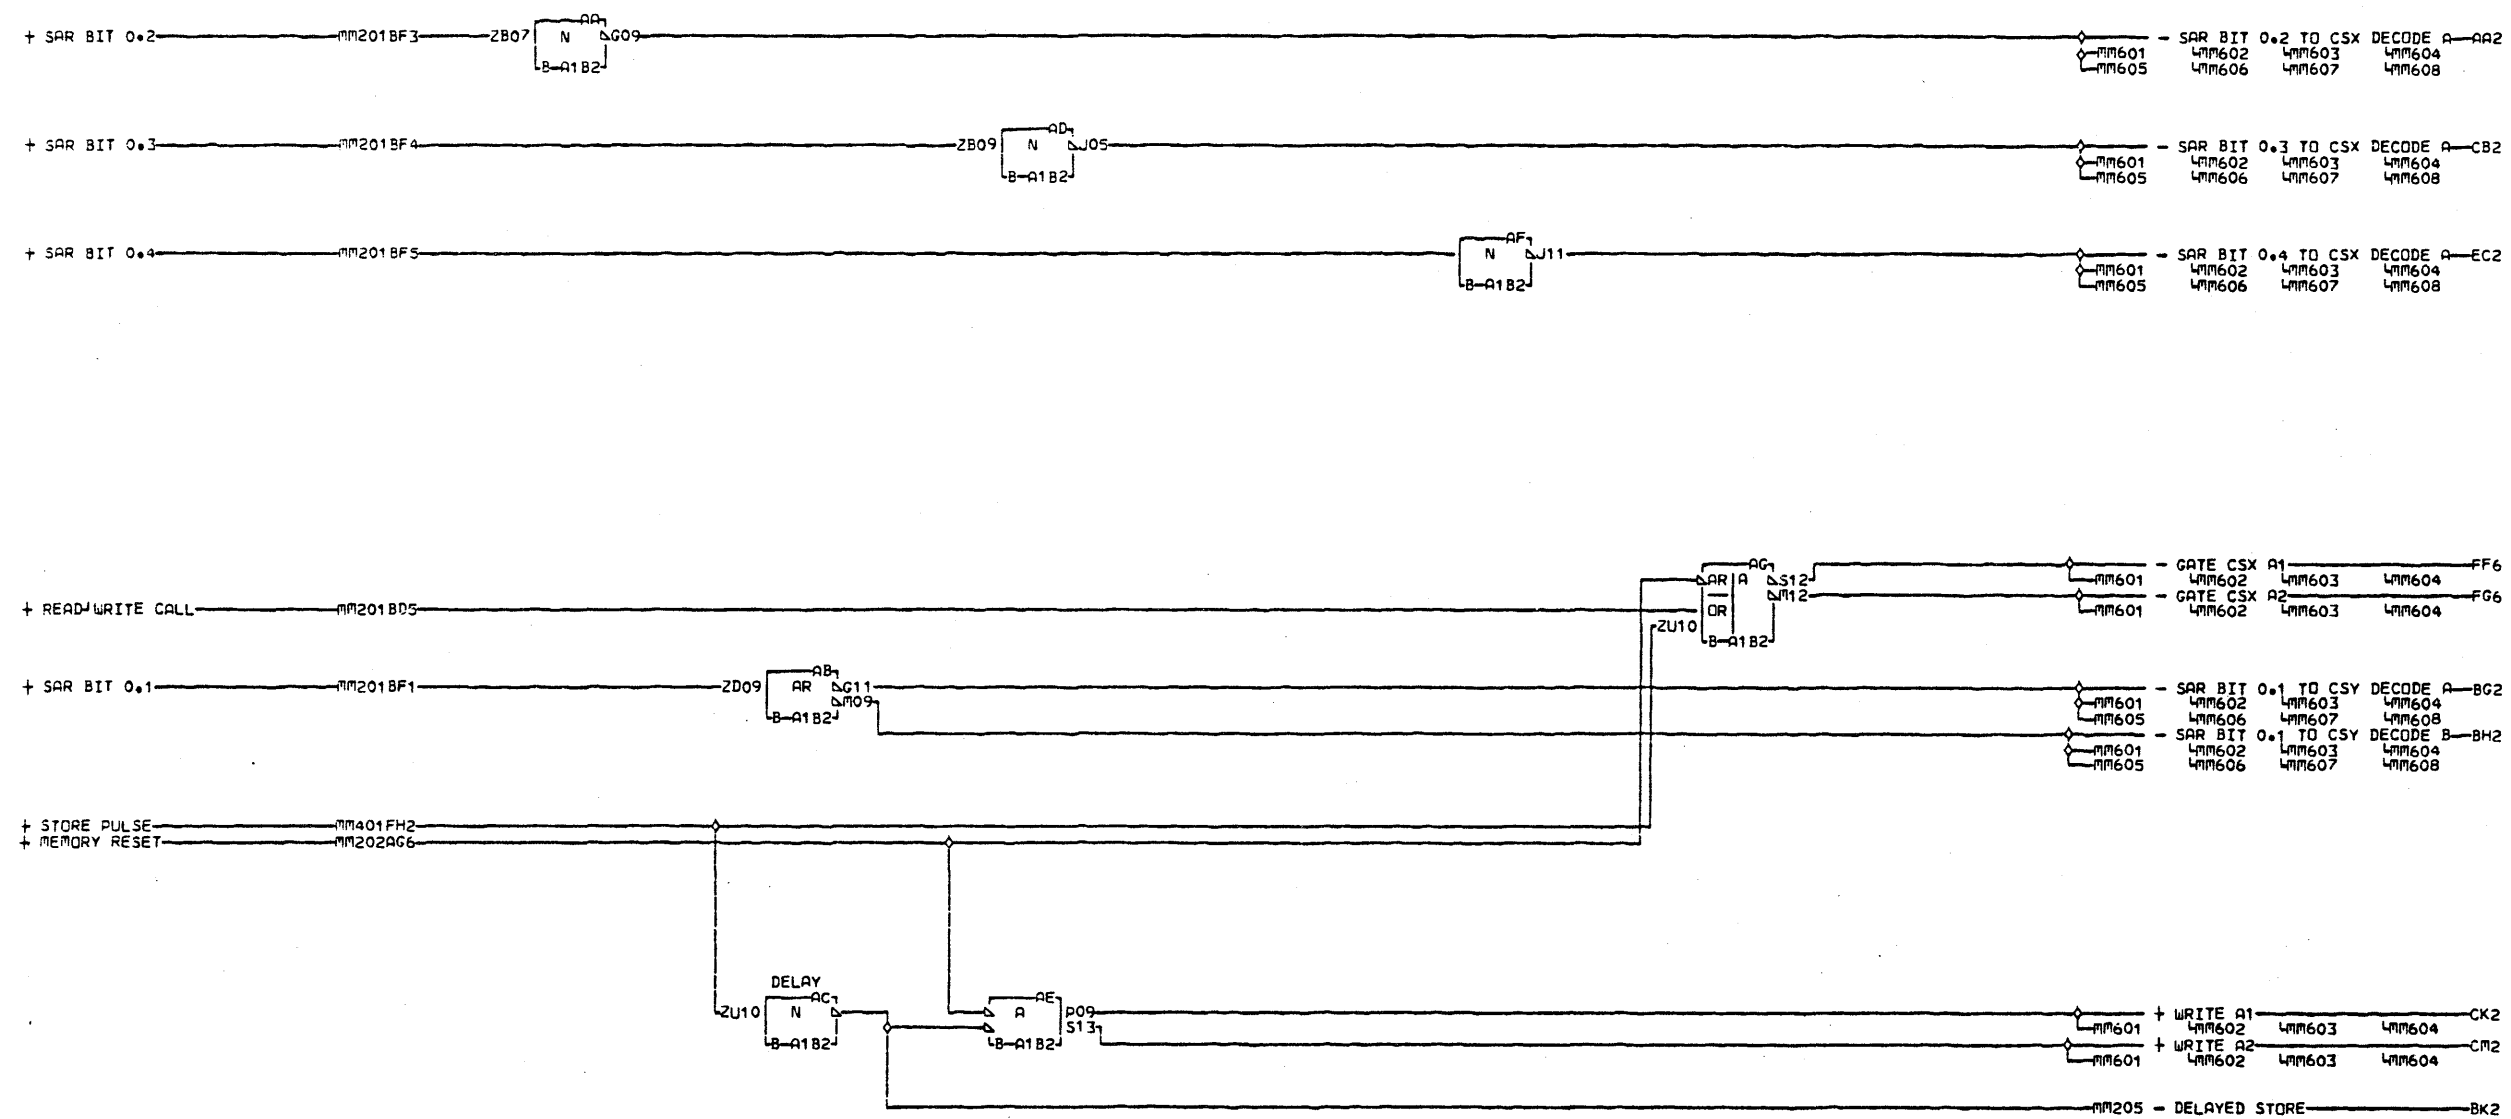 AA
+ SAR BIT 0.2 MM201BF3 ZB07 N G09 - SAR BIT 0.2 TO CSX DECODE A AA2
MM601 MM602 MM603 MM604
B A1B2 MM605 MM606 MM607 MM608
AD
+ SAR BIT 0.3 MM201BF4 ZB09 N J05 - SAR BIT 0.3 TO CSX DECODE A CB2
MM601 MM602 MM603 MM604
B A1B2 MM605 MM606 MM607 MM608
AF
+ SAR BIT 0.4 MM201BF5 N J11 - SAR BIT 0.4 TO CSX DECODE A EC2
MM601 MM602 MM603 MM604
B A1B2 MM605 MM606 MM607 MM608
AG - GATE CSX A1 FF6
AR A S12 MM601 MM602 MM603 MM604
M12 - GATE CSX A2 FG6
+ READ/WRITE CALL MM201BD5 OR MM601 MM602 MM603 MM604
ZU10
B A1B2
AB
+ SAR BIT 0.1 MM201BF1 ZD09 AR G11 - SAR BIT 0.1 TO CSY DECODE A BG2
M09 MM601 MM602 MM603 MM604
B A1B2 MM605 MM606 MM607 MM608
- SAR BIT 0.1 TO CSY DECODE B BH2
MM601 MM602 MM603 MM604
MM605 MM606 MM607 MM608
+ STORE PULSE MM401FH2
+ MEMORY RESET MM202AG6
DELAY
AC AE
ZU10 N A P09 + WRITE A1 CK2
S13 MM601 MM602 MM603 MM604
B A1B2 B A1B2 + WRITE A2 CM2
MM601 MM602 MM603 MM604
MM205 - DELAYED STORE BK2